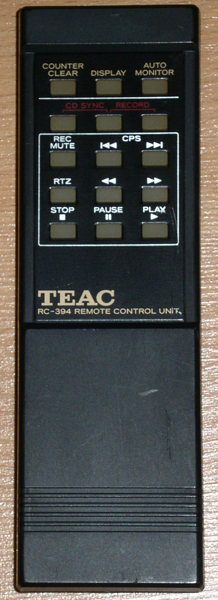 COUNTER CLEAR DISPLAY AUTO MONITOR
CD SYNC RECORD
REC MUTE CPS
RTZ
STOP PAUSE PLAY
TEAC
RC-394 REMOTE CONTROL UNIT